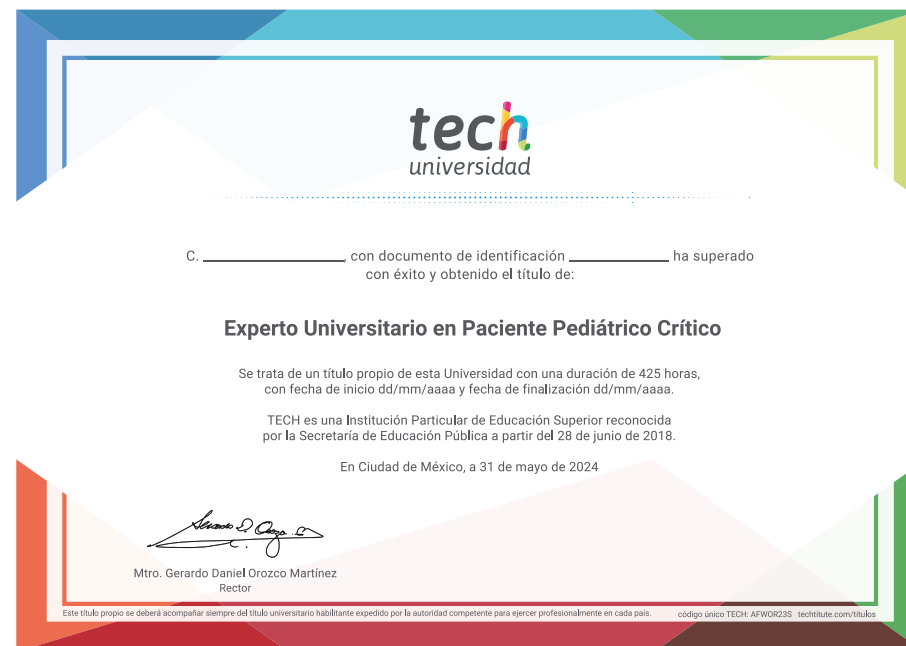 tech
universidad
C. ____________________, con documento de identificación ______________ ha superado
con éxito y obtenido el título de:
Experto Universitario en Paciente Pediátrico Crítico
Se trata de un título propio de esta Universidad con una duración de 425 horas,
con fecha de inicio dd/mm/aaaa y fecha de finalización dd/mm/aaaa.
TECH es una Institución Particular de Educación Superior reconocida
por la Secretaría de Educación Pública a partir del 28 de junio de 2018.
En Ciudad de México, a 31 de mayo de 2024
Mtro. Gerardo Daniel Orozco Martínez
Rector
Este título propio se deberá acompañar siempre del título universitario habilitante expedido por la autoridad competente para ejercer profesionalmente en cada país. código único TECH: AFWOR23S techtitute.com/titulos